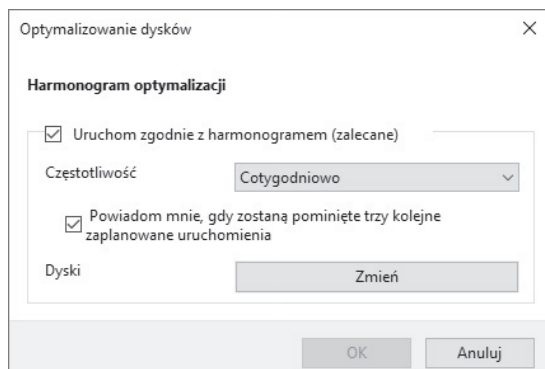 Optymalizowanie dysków
Harmonogram optymalizacji
Uruchom zgodnie z harmonogramem (zalecane)
Częstotliwość
Cotygodniowo
Powiadom mnie, gdy zostaną pominięte trzy kolejne
zaplanowane uruchomienia
Dyski
Zmień
OK
Anuluj